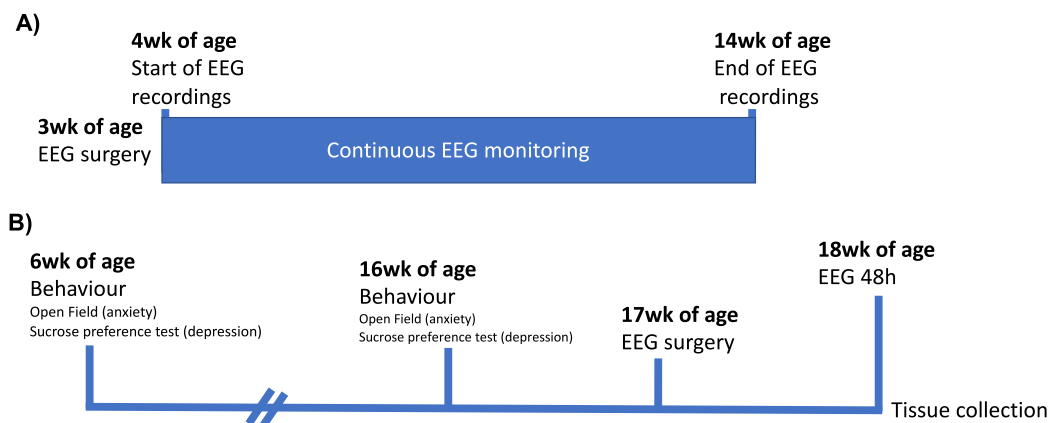 A)
4wk of age
Start of EEG
recordings
14wk of age
End of EEG
recordings
3wk of age
EEG surgery
Continuous EEG monitoring
B)
6wk of age
Behaviour
Open Field (anxiety)
Sucrose preference test (depression)
16wk of age
Behaviour
Open Field (anxiety)
Sucrose preference test (depression)
17wk of age
EEG surgery
18wk of age
EEG 48h
Tissue collection